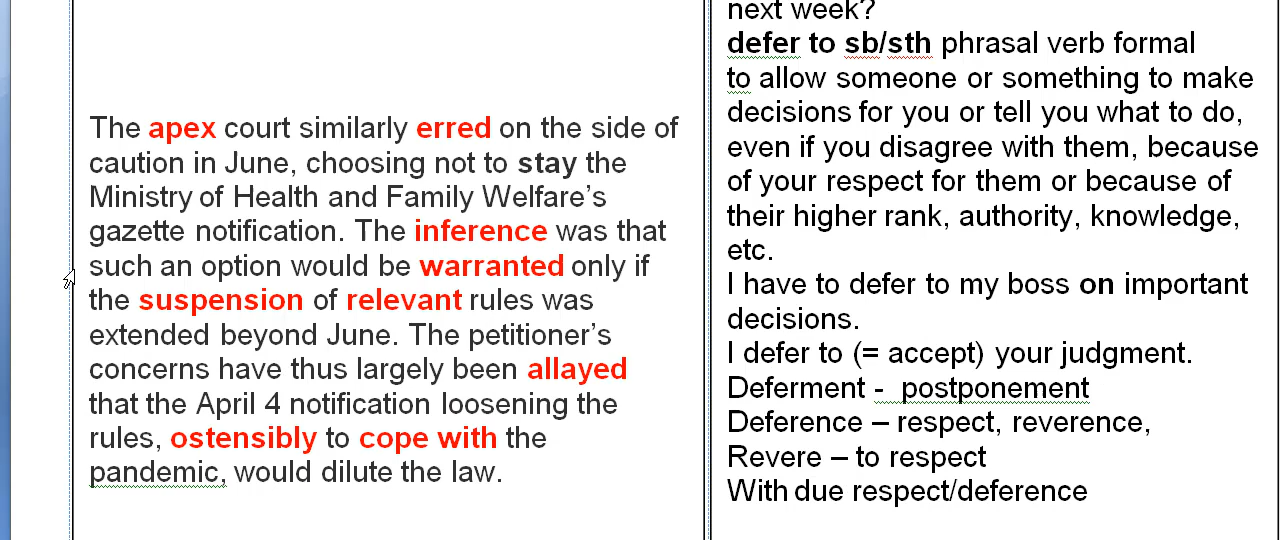 The apex court similarly erred on the side of
caution in June, choosing not to stay the
Ministry of Health and Family Welfare’s
gazette notification. The inference was that
such an option would be warranted only if
the suspension of relevant rules was
extended beyond June. The petitioner’s
concerns have thus largely been allayed
that the April 4 notification loosening the
rules, ostensibly to cope with the
pandemic, would dilute the law.
next week?
defer to sb/sth phrasal verb formal
to allow someone or something to make
decisions for you or tell you what to do,
even if you disagree with them, because
of your respect for them or because of
their higher rank, authority, knowledge,
etc.
I have to defer to my boss on important
decisions.
I defer to (= accept) your judgment.
Deferment -  postponement
Deference – respect, reverence,
Revere – to respect
With due respect/deference